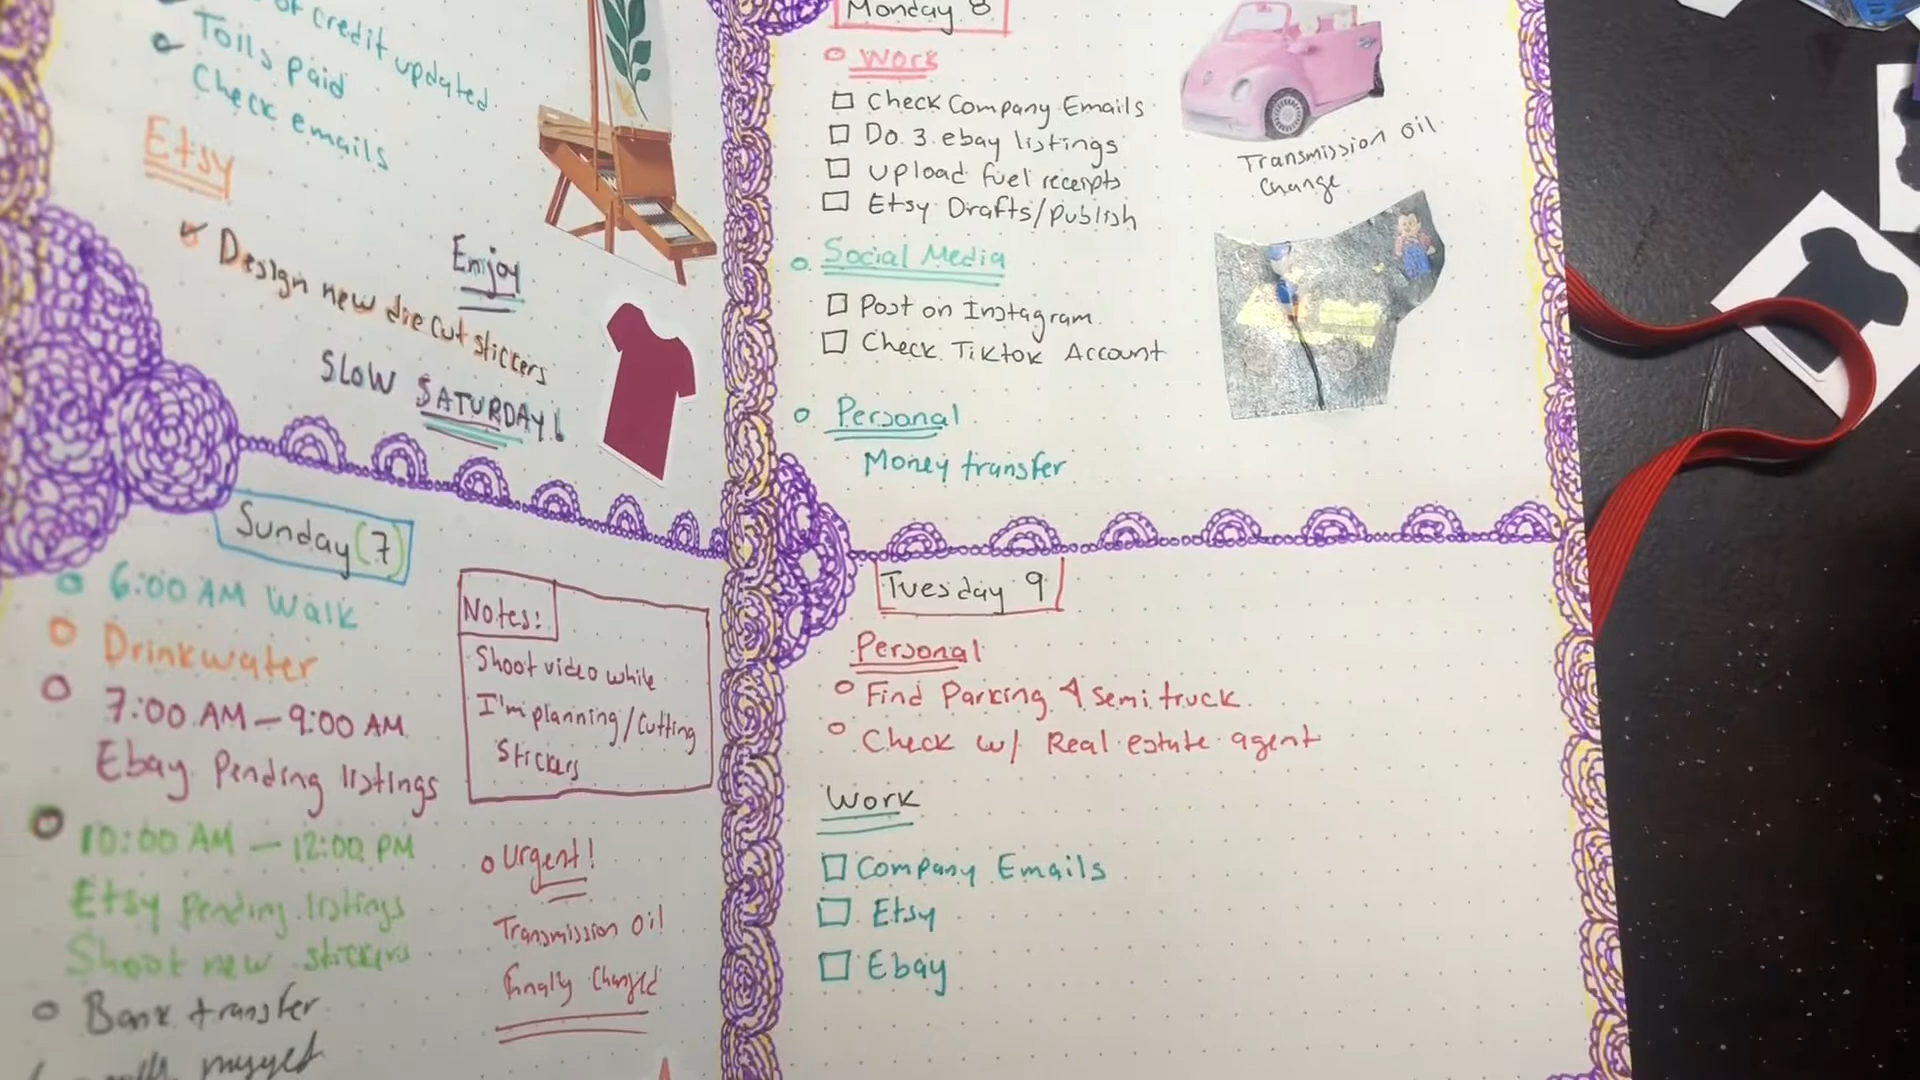 of credit updated
Tolls paid
Check emails
Etsy
Design new die cut stickers
Enjoy
SLOW SATURDAY!
Sunday (7)
6:00 AM Walk
Drink water
7:00 AM - 9:00 AM
Ebay Pending listings
10:00 AM - 12:00 PM
Etsy pending listings
Shoot new stickers
Bank transfer
Notes:
Shoot video while
I'm planning/cutting
Stickers
Urgent!
Transmission Oil
finally Changed
Monday 8
Work
Check Company Emails
Do 3 ebay listings
upload fuel receipts
Etsy Drafts/publish
Social Media
Post on Instagram
Check Tiktok Account
Personal
Money transfer
Transmission Oil
Change
Tuesday 9
Personal
Find Parking 4 semi truck
Check w/ Real estate agent
Work
Company Emails
Etsy
Ebay